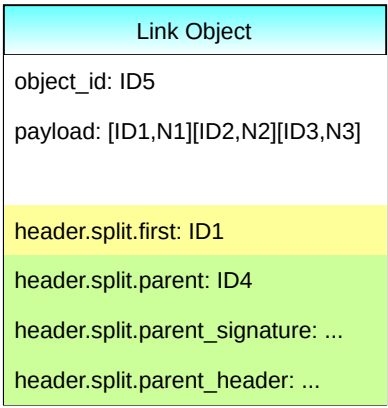 Link Object
object_id: ID5
payload: [ID1,N1][ID2,N2][ID3,N3]
header.split.first: ID1
header.split.parent: ID4
header.split.parent_signature: ...
header.split.parent_header: ...